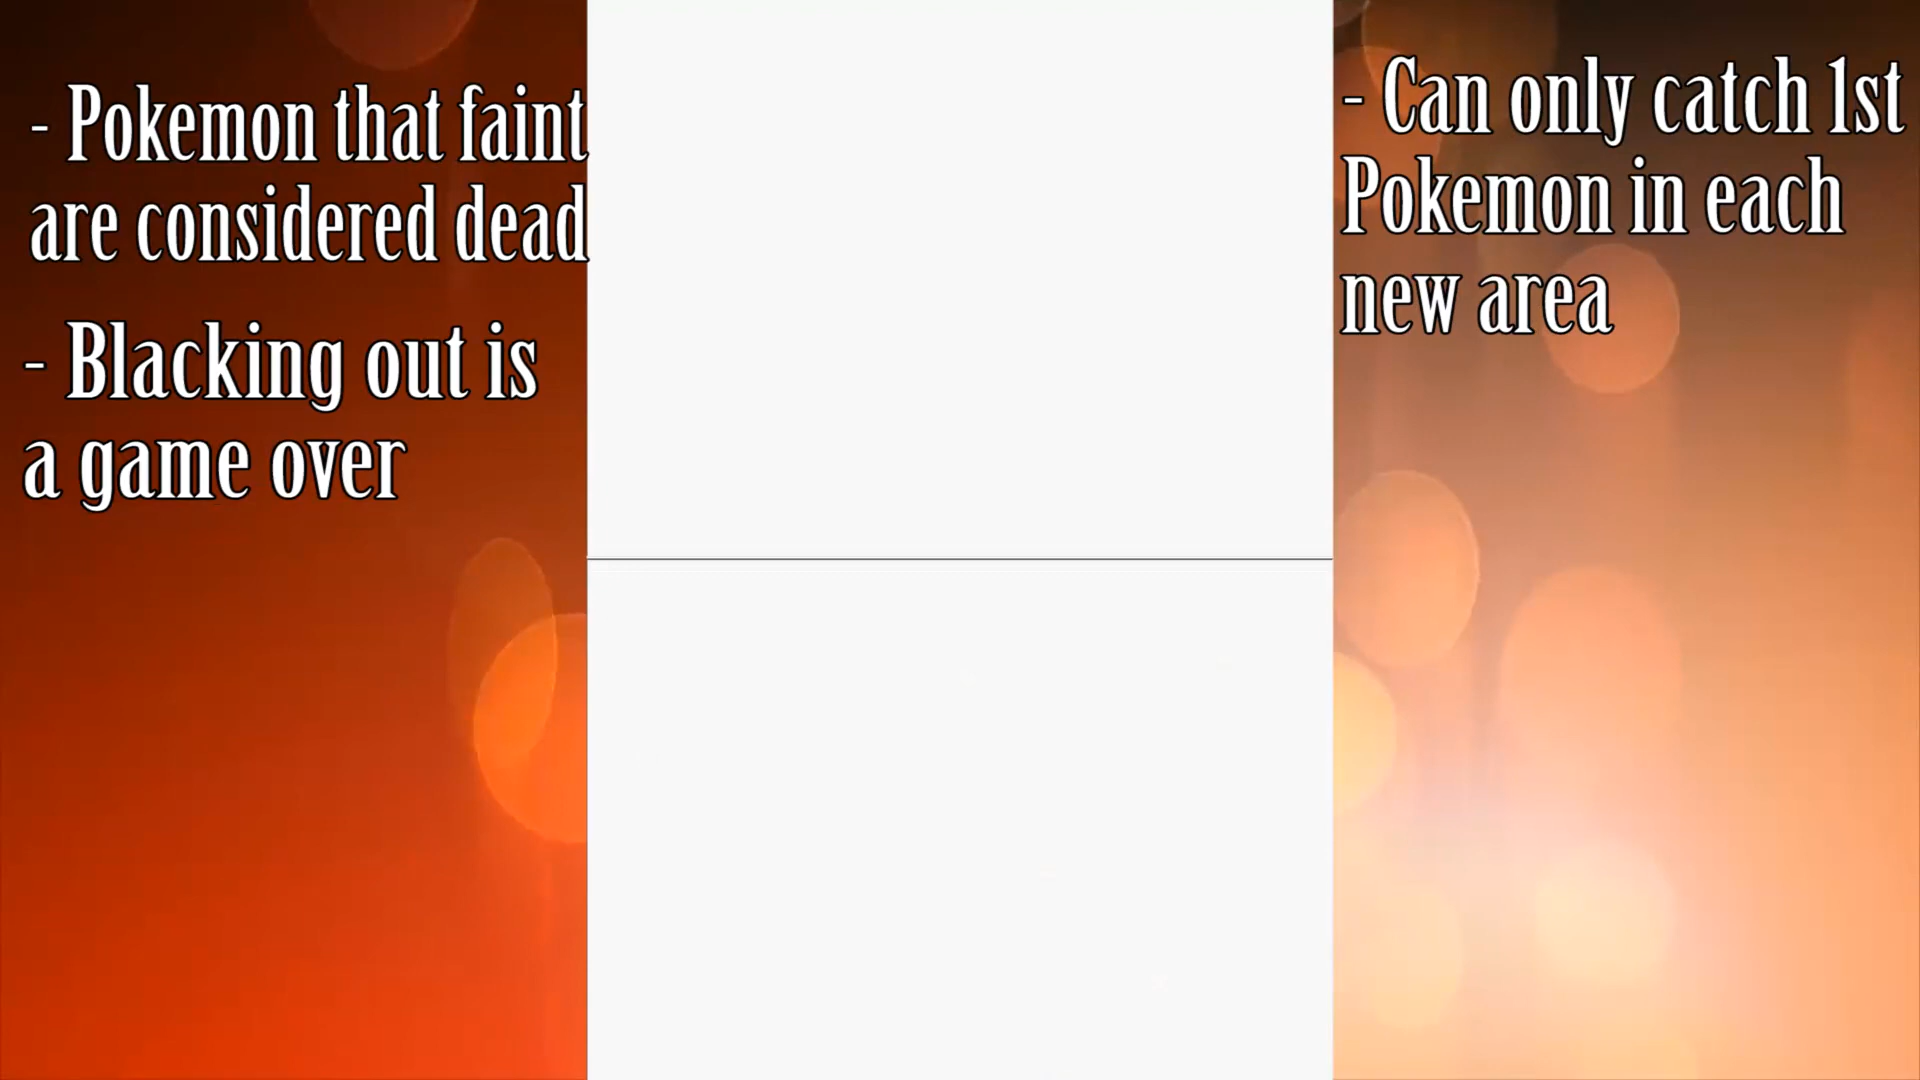 - Pokemon that faint
are considered dead
- Blacking out is
a game over
- Can only catch 1st
Pokemon in each
new area